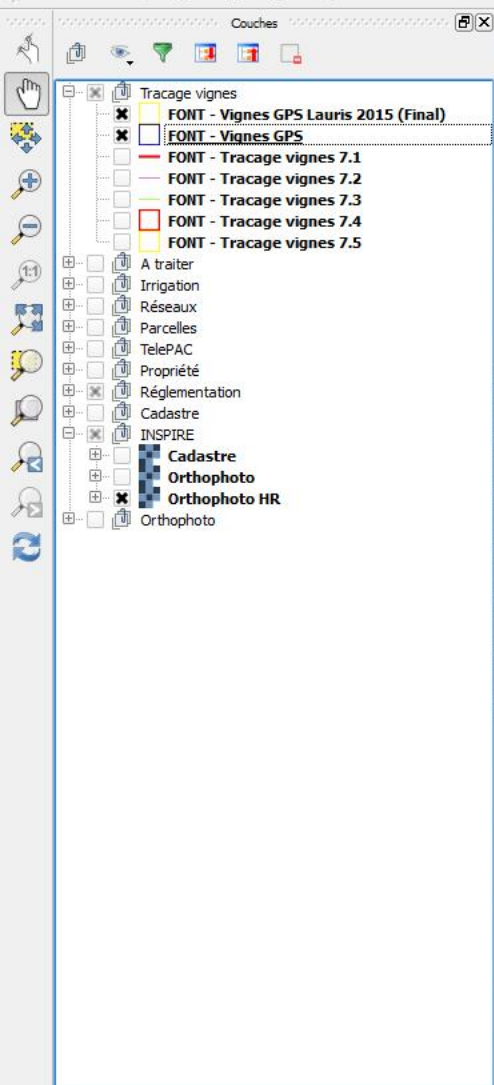 Couches
Tracage vignes
FONT - Vignes GPS Lauris 2015 (Final)
FONT - Vignes GPS
FONT - Tracage vignes 7.1
FONT - Tracage vignes 7.2
FONT - Tracage vignes 7.3
FONT - Tracage vignes 7.4
FONT - Tracage vignes 7.5
A traiter
Irrigation
Réseaux
Parcelles
TelePAC
Propriété
Réglementation
Cadastre
INSPIRE
Cadastre
Orthophoto
Orthophoto HR
Orthophoto
1:1